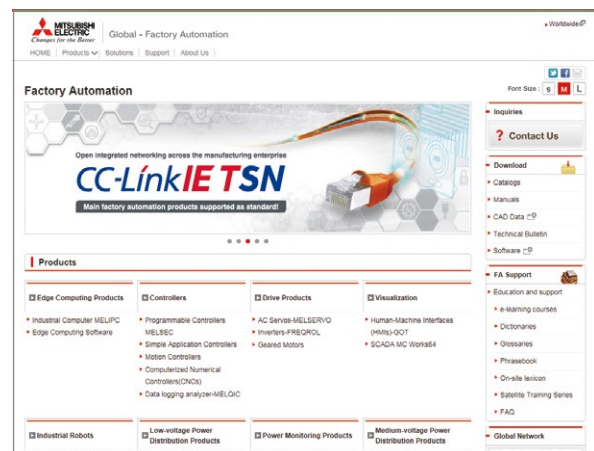 MITSUBISHI
ELECTRIC
Changes for the Better
Global - Factory Automation
Worldwide
HOME Products Solutions Support About Us
Factory Automation
Font Size : S M L
Open integrated networking across the manufacturing enterprise
CC-Link IE TSN
Main factory automation products supported as standard!
Products
Edge Computing Products
Industrial Computer MELIPC
Edge Computing Software
Controllers
Programmable Controllers
MELSEC
Simple Application Controllers
Motion Controllers
Computerized Numerical
Controllers(CNCs)
Data logging analyzer-MELQIC
Drive Products
AC Servos-MELSERVO
Inverters-FREQROL
Geared Motors
Visualization
Human-Machine Interfaces
(HMIs)-GOT
SCADA MC Works64
Industrial Robots
Low-voltage Power
Distribution Products
Power Monitoring Products
Medium-voltage Power
Distribution Products
Inquiries
? Contact Us
Download
Catalogs
Manuals
CAD Data
Technical Bulletin
Software
FA Support
Education and support
e-learning courses
Dictionaries
Glossaries
Phrasebook
On-site lexicon
Satellite Training Series
FAQ
Global Network